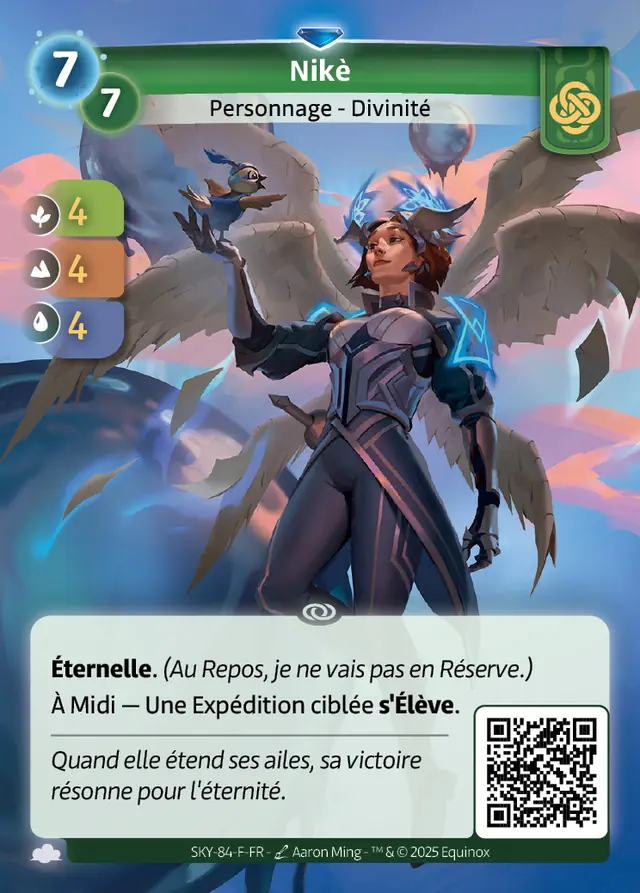 7
7
Nikè
Personnage - Divinité
4
4
4
Éternelle. (Au Repos, je ne vais pas en Réserve.)
À Midi — Une Expédition ciblée s'Élève.
Quand elle étend ses ailes, sa victoire
résonne pour l'éternité.
SKY-84-F-FR - Aaron Ming - ™ & © 2025 Equinox